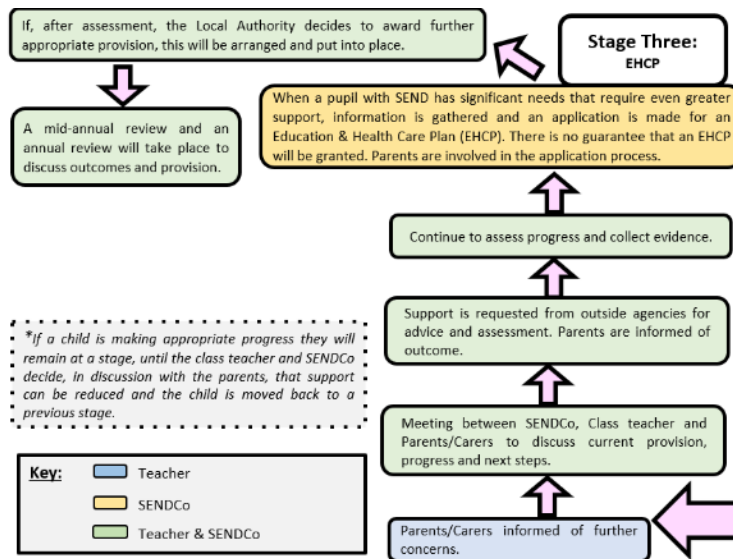 If, after assessment, the Local Authority decides to award further
appropriate provision, this will be arranged and put into place.
Stage Three:
EHCP
When a pupil with SEND has significant needs that require even greater
support, information is gathered and an application is made for an
Education & Health Care Plan (EHCP). There is no guarantee that an EHCP
will be granted. Parents are involved in the application process.
A mid-annual review and an
annual review will take place to
discuss outcomes and provision.
Continue to assess progress and collect evidence.
Support is requested from outside agencies for
advice and assessment. Parents are informed of
outcome.
*If a child is making appropriate progress they will
remain at a stage, until the class teacher and SENDCo
decide, in discussion with the parents, that support
can be reduced and the child is moved back to a
previous stage.
Meeting between SENDCo, Class teacher and
Parents/Carers to discuss current provision,
progress and next steps.
Key:
Teacher
SENDCo
Teacher & SENDCo
Parents/Carers informed of further
concerns.